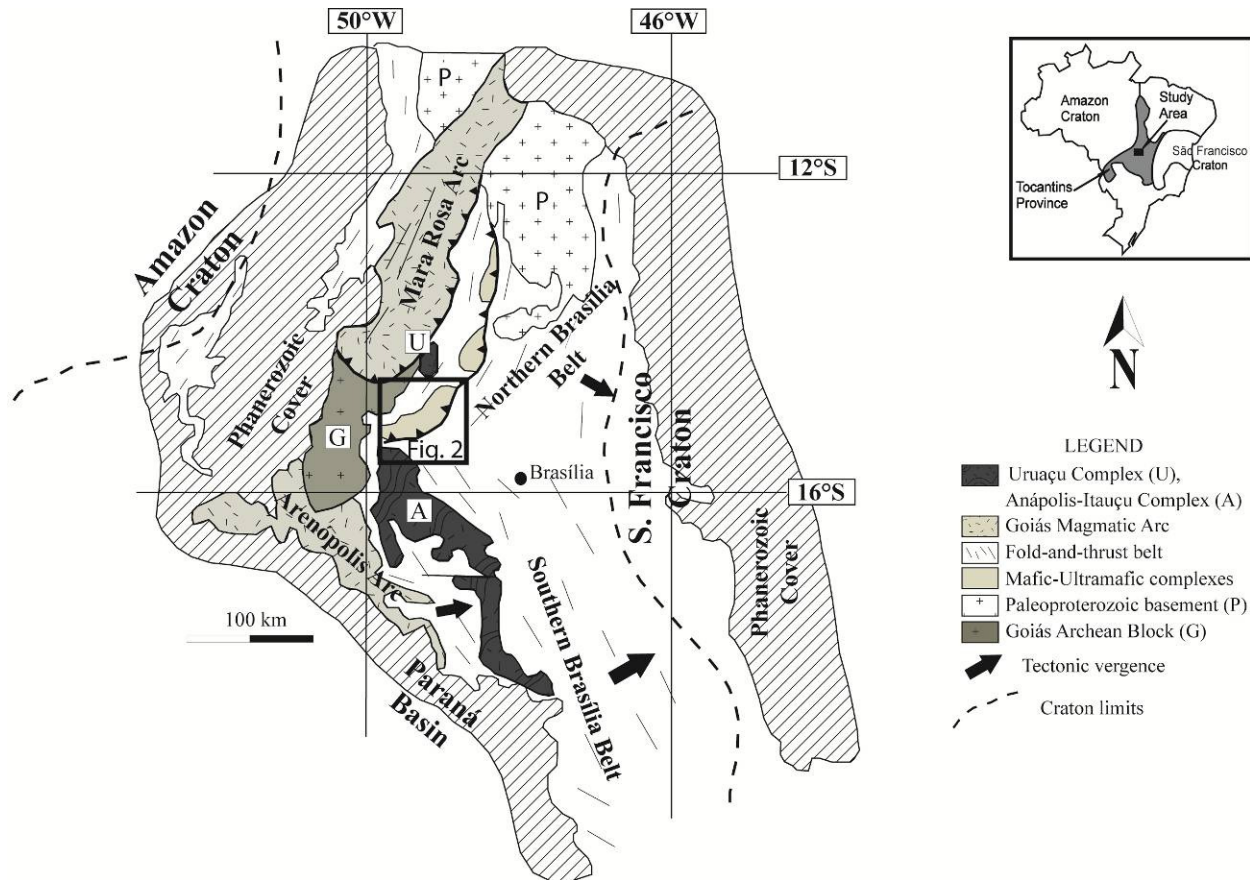 50°W
46°W
P
12°S
P
Amazon
Craton
Mara Rosa Arc
U
Phanerozoic
Cover
Northern Brasília
Belt
G
Fig. 2
Brasília
S. Francisco
Craton
16°S
A
Arenópolis Arc
100 km
Phanerozoic
Cover
Southern Brasília Belt
Paraná
Basin
Amazon
Craton
Study
Area
São Francisco
Craton
Tocantins
Province
N
LEGEND
Uruaçu Complex (U),
Anápolis-Itauçu Complex (A)
Goiás Magmatic Arc
Fold-and-thrust belt
Mafic-Ultramafic complexes
Paleoproterozoic basement (P)
Goiás Archean Block (G)
Tectonic vergence
Craton limits